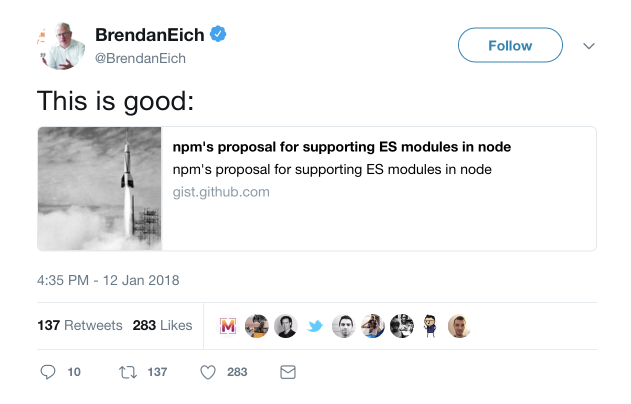 BrendanEich
@BrendanEich
Follow
This is good:
npm's proposal for supporting ES modules in node
npm's proposal for supporting ES modules in node
gist.github.com
4:35 PM - 12 Jan 2018
137 Retweets 283 Likes
M
10 137 283